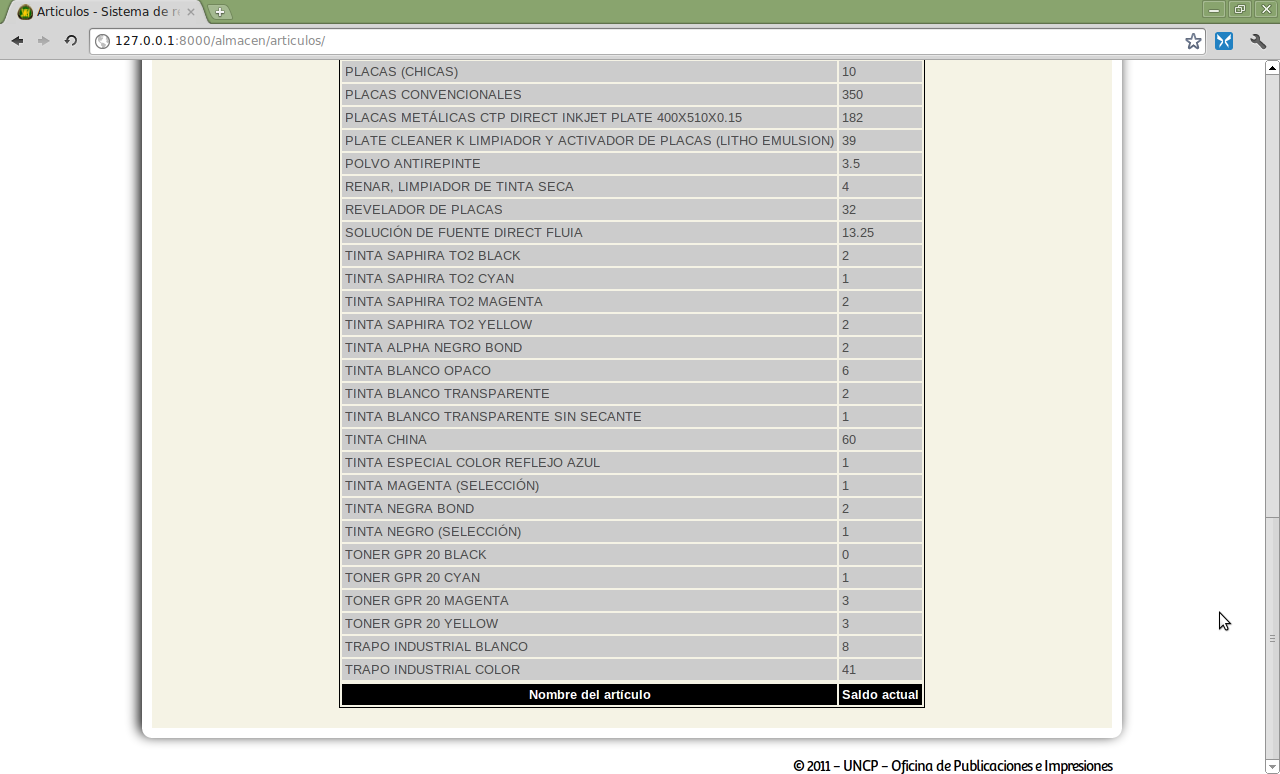 Articulos - Sistema de r
127.0.0.1:8000/almacen/articulos/
PLACAS (CHICAS) 10
PLACAS CONVENCIONALES 350
PLACAS METÁLICAS CTP DIRECT INKJET PLATE 400X510X0.15 182
PLATE CLEANER K LIMPIADOR Y ACTIVADOR DE PLACAS (LITHO EMULSION) 39
POLVO ANTIREPINTE 3.5
RENAR, LIMPIADOR DE TINTA SECA 4
REVELADOR DE PLACAS 32
SOLUCIÓN DE FUENTE DIRECT FLUIA 13.25
TINTA SAPHIRA TO2 BLACK 2
TINTA SAPHIRA TO2 CYAN 1
TINTA SAPHIRA TO2 MAGENTA 2
TINTA SAPHIRA TO2 YELLOW 2
TINTA ALPHA NEGRO BOND 2
TINTA BLANCO OPACO 6
TINTA BLANCO TRANSPARENTE 2
TINTA BLANCO TRANSPARENTE SIN SECANTE 1
TINTA CHINA 60
TINTA ESPECIAL COLOR REFLEJO AZUL 1
TINTA MAGENTA (SELECCIÓN) 1
TINTA NEGRA BOND 2
TINTA NEGRO (SELECCIÓN) 1
TONER GPR 20 BLACK 0
TONER GPR 20 CYAN 1
TONER GPR 20 MAGENTA 3
TONER GPR 20 YELLOW 3
TRAPO INDUSTRIAL BLANCO 8
TRAPO INDUSTRIAL COLOR 41
Nombre del artículo Saldo actual
© 2011 – UNCP – Oficina de Publicaciones e Impresiones